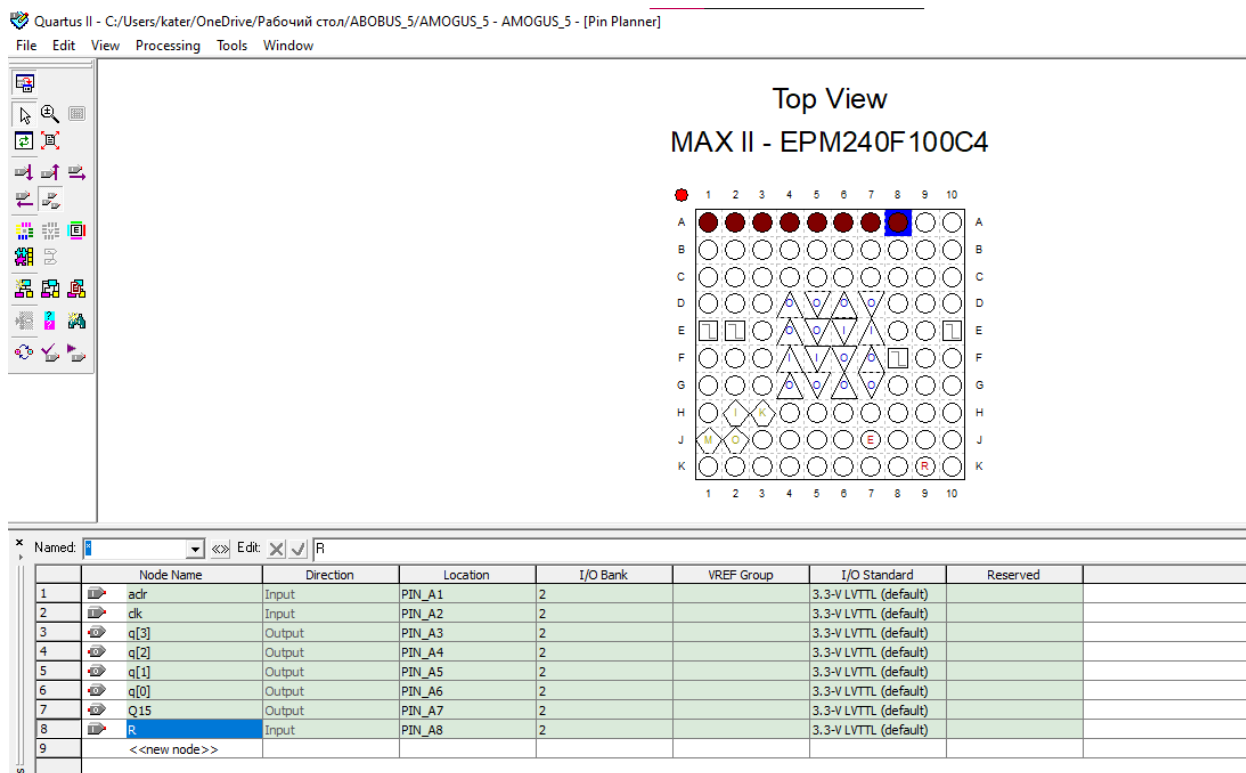 Quartus II - C:/Users/kater/OneDrive/Рабочий стол/ABOBUS_5/AMOGUS_5 - AMOGUS_5 - [Pin Planner]
File Edit View Processing Tools Window
Top View
MAX II - EPM240F100C4
1 2 3 4 5 6 7 8 9 10
A A
B B
C C
D O O O O D
E O O I I E
F I I O O F
G O O O O G
H I K H
J M O E J
K R K
1 2 3 4 5 6 7 8 9 10
Named: * Edit: R
Node Name Direction Location I/O Bank VREF Group I/O Standard Reserved
1 aclr Input PIN_A1 2 3.3-V LVTTL (default)
2 clk Input PIN_A2 2 3.3-V LVTTL (default)
3 q[3] Output PIN_A3 2 3.3-V LVTTL (default)
4 q[2] Output PIN_A4 2 3.3-V LVTTL (default)
5 q[1] Output PIN_A5 2 3.3-V LVTTL (default)
6 q[0] Output PIN_A6 2 3.3-V LVTTL (default)
7 Q15 Output PIN_A7 2 3.3-V LVTTL (default)
8 R Input PIN_A8 2 3.3-V LVTTL (default)
9 <<new node>>